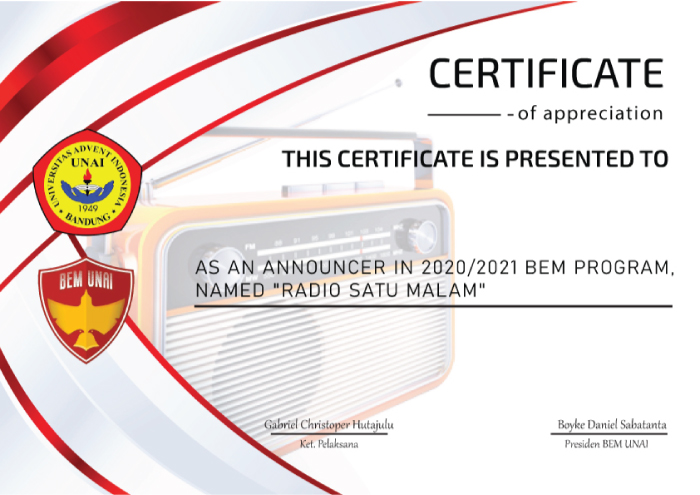 CERTIFICATE
- of appreciation
THIS CERTIFICATE IS PRESENTED TO
UNIVERSITAS ADVENT INDONESIA
UNAI
1949
• BANDUNG •
BEM UNAI
FM
AS AN ANNOUNCER IN 2020/2021 BEM PROGRAM,
NAMED "RADIO SATU MALAM"
Gabriel Christoper Hutajulu
Ket. Pelaksana
Boyke Daniel Sabatanta
Presiden BEM UNAI